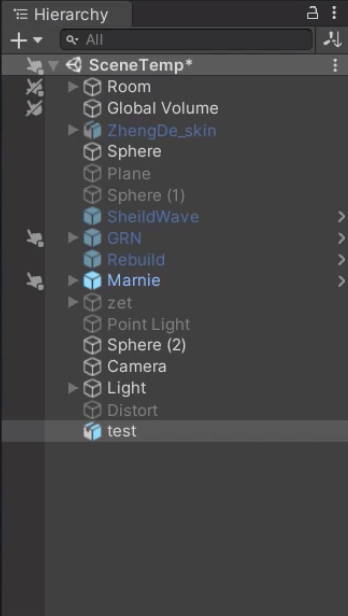 Hierarchy
All
SceneTemp*
Room
Global Volume
ZhengDe_skin
Sphere
Plane
Sphere (1)
SheildWave
GRN
Rebuild
Marnie
zet
Point Light
Sphere (2)
Camera
Light
Distort
test